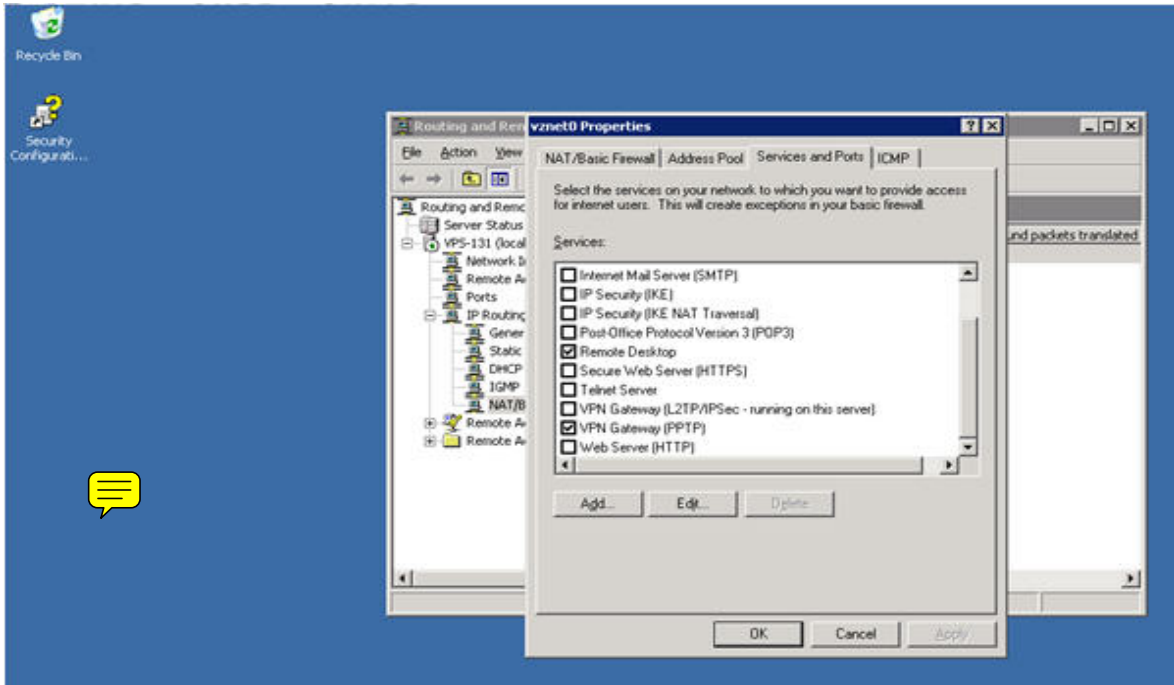 Recycle Bin
Security
Configurati...
Routing and Rem
File Action View
Routing and Remo
Server Status
VPS-131 (local
Network In
Remote A
Ports
IP Routing
Gener
Static
DHCP
IGMP
NAT/B
Remote A
Remote A
und packets translated
vznet0 Properties
NAT/Basic Firewall
Address Pool
Services and Ports
ICMP
Select the services on your network to which you want to provide access
for internet users. This will create exceptions in your basic firewall.
Services:
Internet Mail Server (SMTP)
IP Security (IKE)
IP Security (IKE NAT Traversal)
Post-Office Protocol Version 3 (POP3)
Remote Desktop
Secure Web Server (HTTPS)
Telnet Server
VPN Gateway (L2TP/IPSec - running on this server)
VPN Gateway (PPTP)
Web Server (HTTP)
Add...
Edit...
Delete
OK
Cancel
Apply